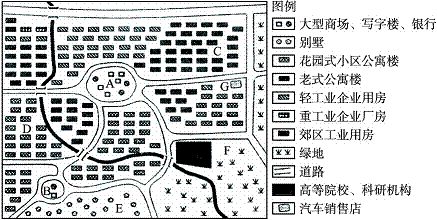 图例
大型商场、写字楼、银行
别墅
花园式小区公寓楼
老式公寓楼
轻工业企业用房
重工业企业厂房
郊区工业用房
绿地
道路
高等院校、科研机构
汽车销售店
C
A
G
D
F
B
E